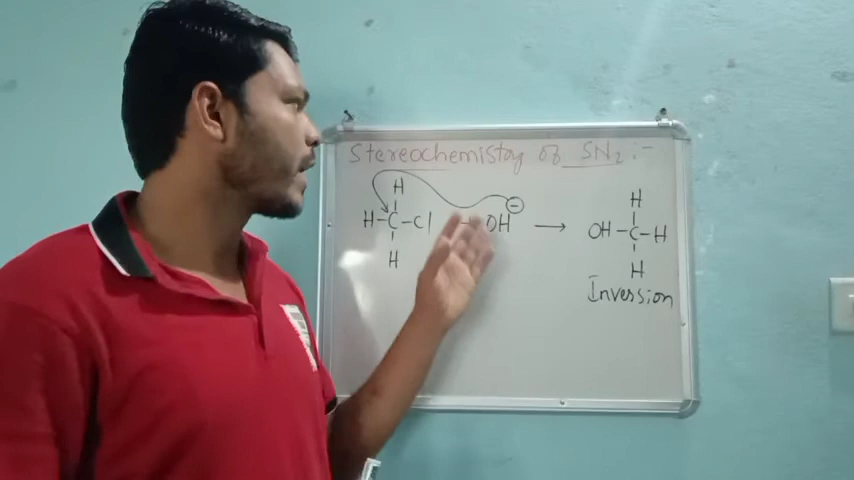 Stereochemistry of SN2 :-
H
H-C-Cl + OH ⊖ → OH-C-H
H
H
H
Inversion